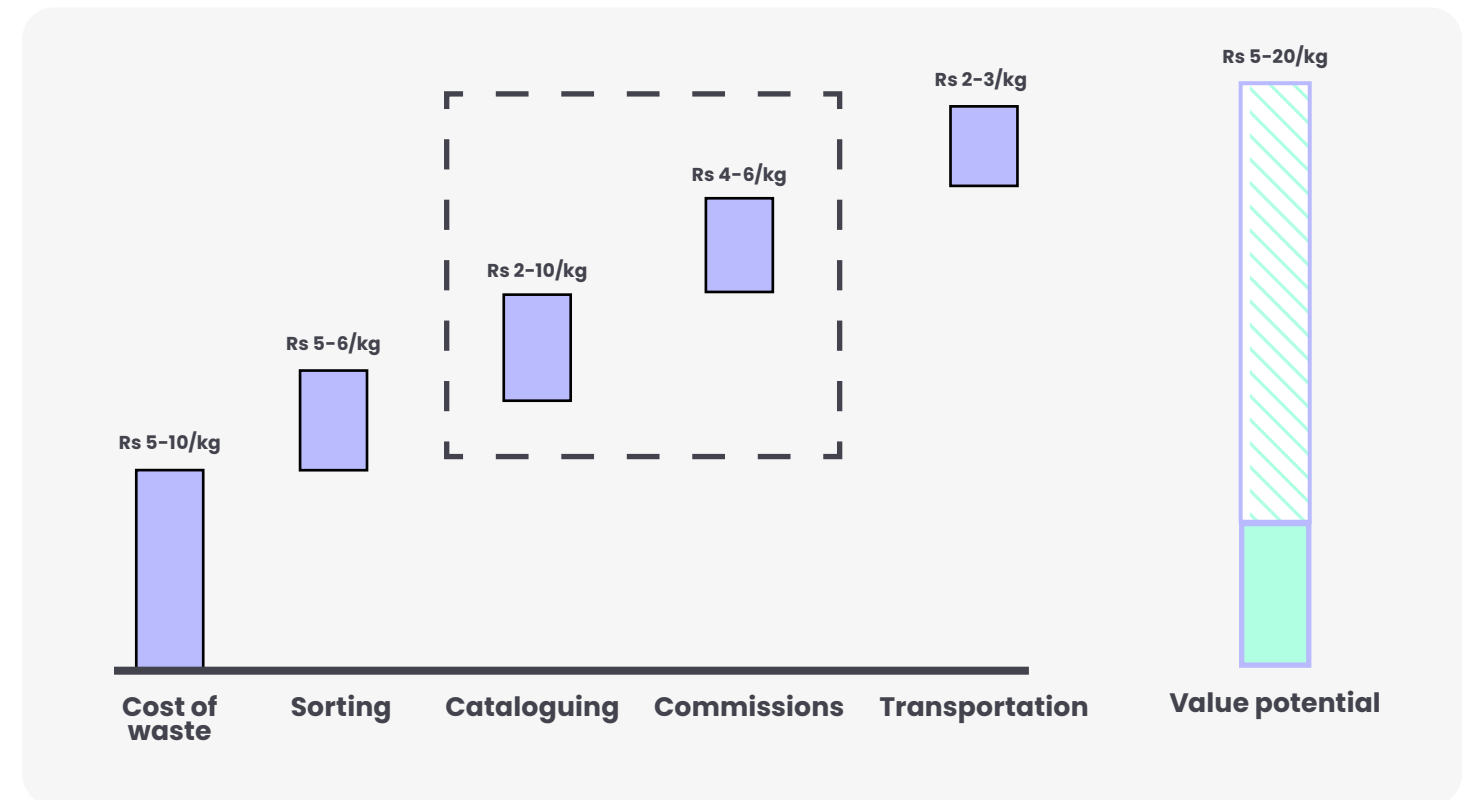 Rs 5-20/kg
Rs 2-3/kg
Rs 4-6/kg
Rs 2-10/kg
Rs 5-6/kg
Rs 5-10/kg
Cost of
waste
Sorting
Cataloguing
Commissions
Transportation
Value potential